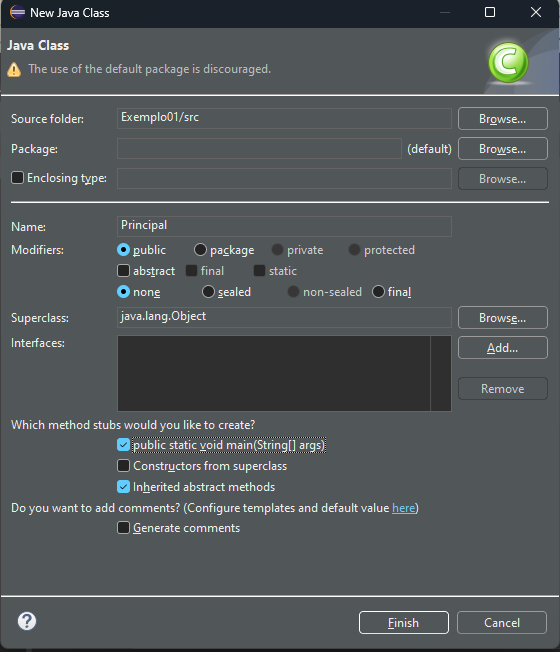 New Java Class
Java Class
The use of the default package is discouraged.
Source folder: Exemplo01/src Browse...
Package: (default) Browse...
Enclosing type: Browse...
Name: Principal
Modifiers: public package private protected
abstract final static
none sealed non-sealed final
Superclass: java.lang.Object Browse...
Interfaces: Add...
Remove
Which method stubs would you like to create?
public static void main(String[] args)
Constructors from superclass
Inherited abstract methods
Do you want to add comments? (Configure templates and default value here)
Generate comments
? Finish Cancel